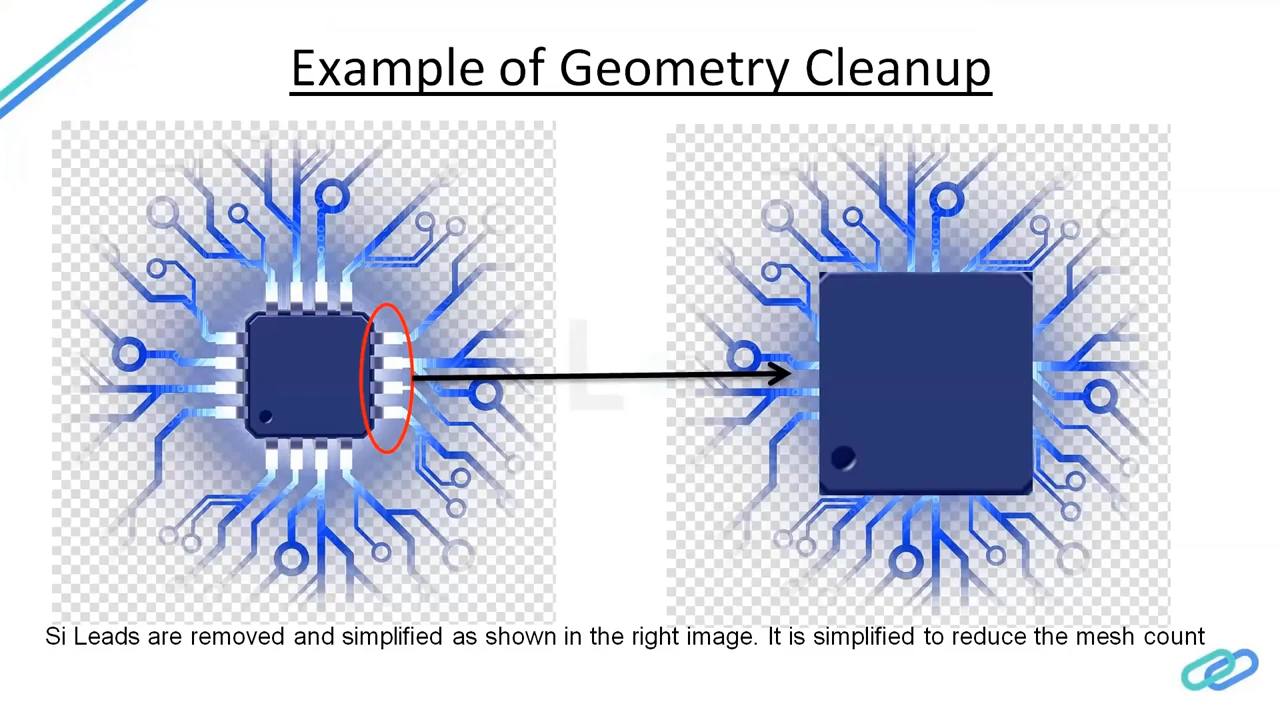 Example of Geometry Cleanup
Si Leads are removed and simplified as shown in the right image. It is simplified to reduce the mesh count